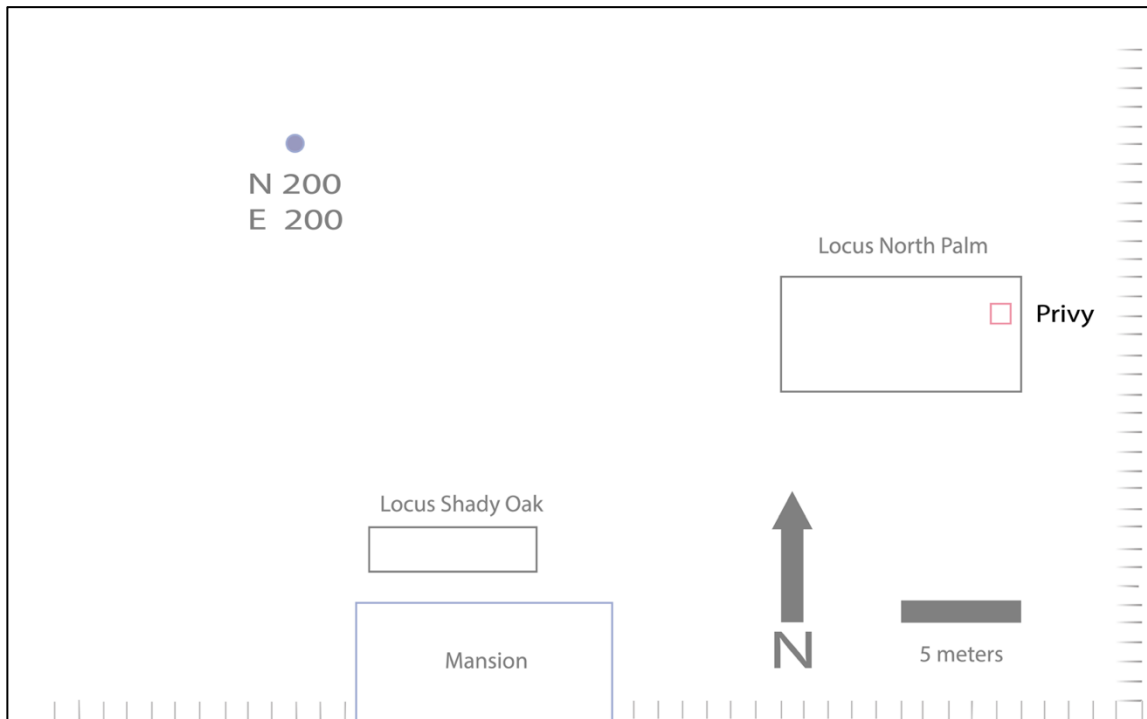 N 200
E 200
Locus North Palm
Privy
Locus Shady Oak
Mansion
N
5 meters